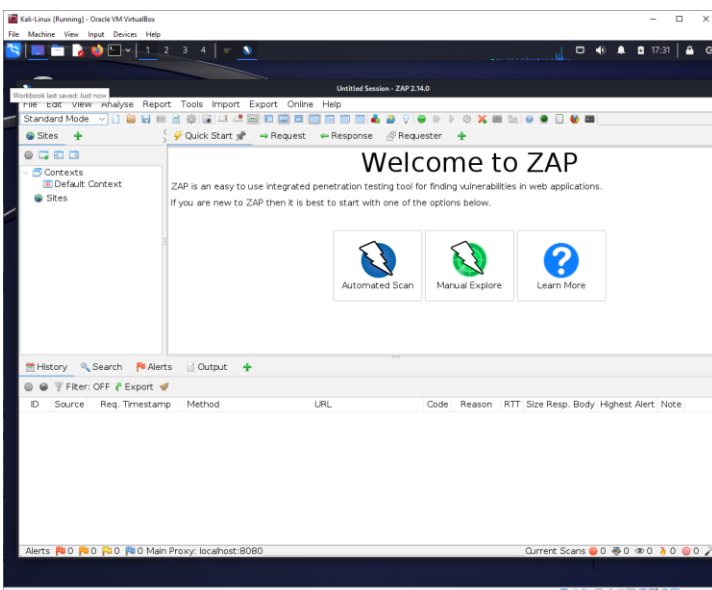 Kali-Linux [Running] - Oracle VM VirtualBox
File Machine View Input Devices Help
1 2 3 4 17:31
Untitled Session - ZAP 2.14.0
Workbook last saved: Just now
File Edit View Analyse Report Tools Import Export Online Help
Standard Mode
Sites
Quick Start Request Response Requester
Contexts
Default Context
Sites
Welcome to ZAP
ZAP is an easy to use integrated penetration testing tool for finding vulnerabilities in web applications.
If you are new to ZAP then it is best to start with one of the options below.
Automated Scan Manual Explore Learn More
History Search Alerts Output
Filter: OFF Export
ID Source Req. Timestamp Method URL Code Reason RTT Size Resp. Body Highest Alert Note
Alerts 0 0 0 0 Main Proxy: localhost:8080 Current Scans 0 0 0 0 0